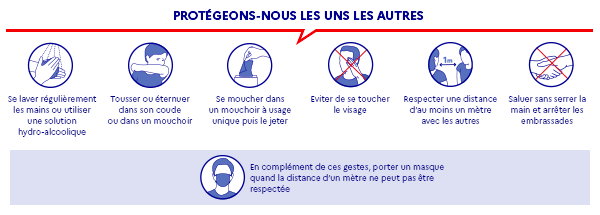 PROTÉGEONS-NOUS LES UNS LES AUTRES
Se laver régulièrement
les mains ou utiliser
une solution
hydro-alcoolique
Tousser ou éternuer
dans son coude
ou dans un mouchoir
Se moucher dans
un mouchoir à usage
unique puis le jeter
Eviter de se toucher
le visage
1m
Respecter une distance
d'au moins un mètre
avec les autres
Saluer sans serrer la
main et arrêter les
embrassades
En complément de ces gestes, porter un masque
quand la distance d'un mètre ne peut pas être
respectée